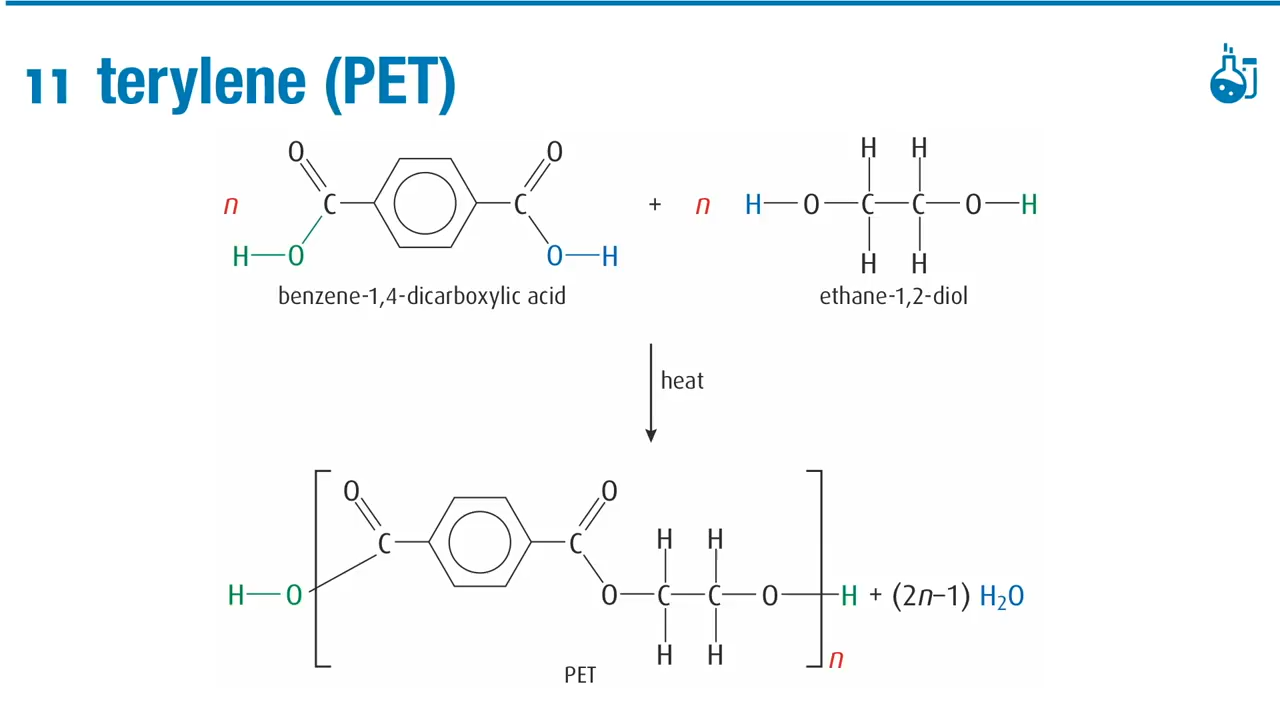 11 terylene (PET)
O O H H
n C C + n H O C C O H
H O O H H H
benzene-1,4-dicarboxylic acid ethane-1,2-diol
heat
O O
C C H H
H O O C C O H + (2n–1) H₂O
H H n
PET